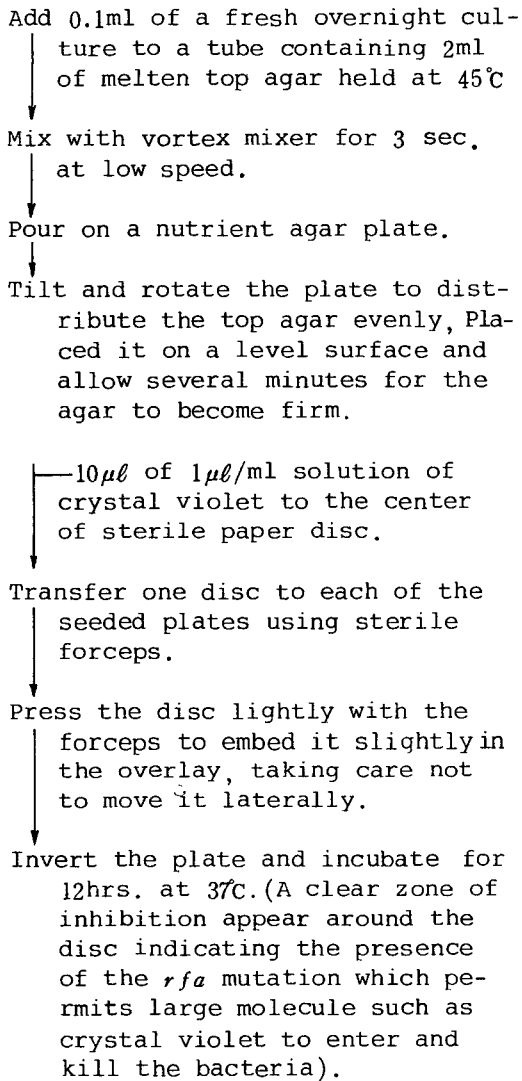 Add 0.1ml of a fresh overnight cul-
ture to a tube containing 2ml
of melten top agar held at 45℃
Mix with vortex mixer for 3 sec.
at low speed.
Pour on a nutrient agar plate.
Tilt and rotate the plate to dist-
ribute the top agar evenly, Pla-
ced it on a level surface and
allow several minutes for the
agar to become firm.
10μℓ of 1μℓ/ml solution of
crystal violet to the center
of sterile paper disc.
Transfer one disc to each of the
seeded plates using sterile
forceps.
Press the disc lightly with the
forceps to embed it slightly in
the overlay, taking care not
to move it laterally.
Invert the plate and incubate for
12hrs. at 37℃.(A clear zone of
inhibition appear around the
disc indicating the presence
of the rfa mutation which pe-
rmits large molecule such as
crystal violet to enter and
kill the bacteria).